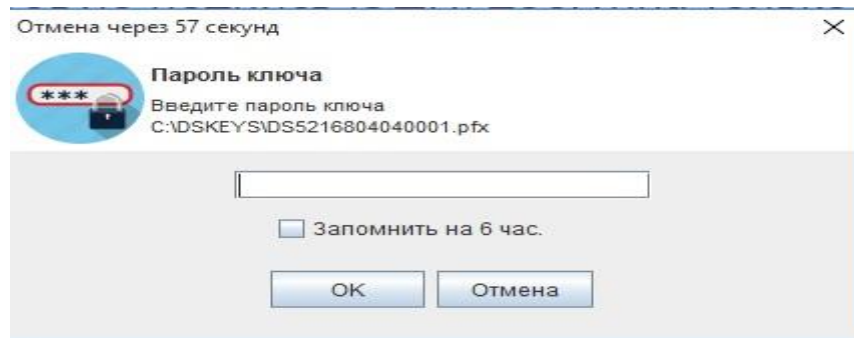 Отмена через 57 секунд
Пароль ключа
***
Введите пароль ключа
C:\DSKEYS\DS5216804040001.pfx
Запомнить на 6 час.
OK
Отмена